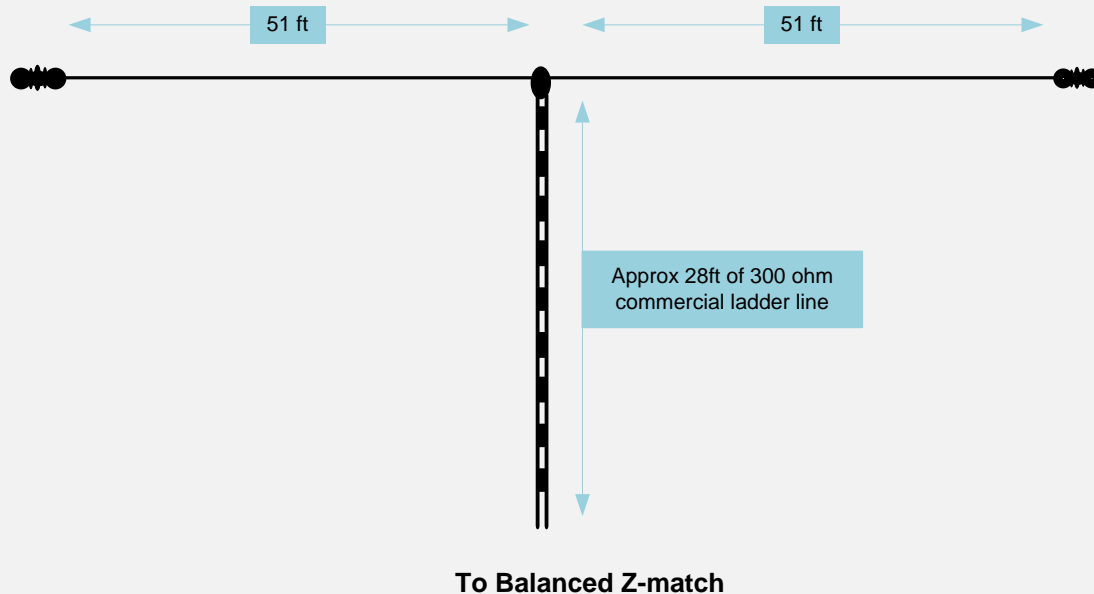 51 ft
51 ft
Approx 28ft of 300 ohm
commercial ladder line
To Balanced Z-match